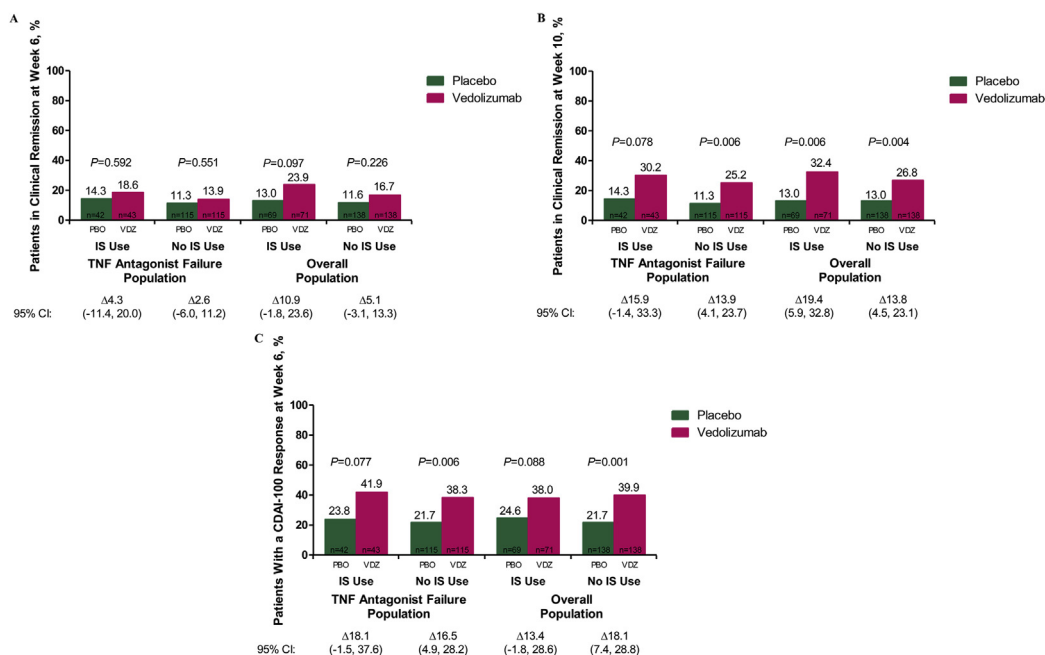 A
Patients in Clinical Remission at Week 6, %
100
80
60
40
20
0
Placebo
Vedolizumab
P=0.592 P=0.551 P=0.097 P=0.226
14.3 18.6 11.3 13.9 13.0 23.9 11.6 16.7
n=42 n=43 n=115 n=115 n=69 n=71 n=138 n=138
PBO VDZ PBO VDZ PBO VDZ PBO VDZ
IS Use No IS Use IS Use No IS Use
TNF Antagonist Failure Overall
Population Population
Δ4.3 Δ2.6 Δ10.9 Δ5.1
95% CI: (-11.4, 20.0) (-6.0, 11.2) (-1.8, 23.6) (-3.1, 13.3)
B
Patients in Clinical Remission at Week 10, %
100
80
60
40
20
0
Placebo
Vedolizumab
P=0.078 P=0.006 P=0.006 P=0.004
14.3 30.2 11.3 25.2 13.0 32.4 13.0 26.8
n=42 n=43 n=115 n=115 n=69 n=71 n=138 n=138
PBO VDZ PBO VDZ PBO VDZ PBO VDZ
IS Use No IS Use IS Use No IS Use
TNF Antagonist Failure Overall
Population Population
Δ15.9 Δ13.9 Δ19.4 Δ13.8
95% CI: (-1.4, 33.3) (4.1, 23.7) (5.9, 32.8) (4.5, 23.1)
C
Patients With a CDAI-100 Response at Week 6, %
100
80
60
40
20
0
Placebo
Vedolizumab
P=0.077 P=0.006 P=0.088 P=0.001
23.8 41.9 21.7 38.3 24.6 38.0 21.7 39.9
n=42 n=43 n=115 n=115 n=69 n=71 n=138 n=138
PBO VDZ PBO VDZ PBO VDZ PBO VDZ
IS Use No IS Use IS Use No IS Use
TNF Antagonist Failure Overall
Population Population
Δ18.1 Δ16.5 Δ13.4 Δ18.1
95% CI: (-1.5, 37.6) (4.9, 28.2) (-1.8, 28.6) (7.4, 28.8)